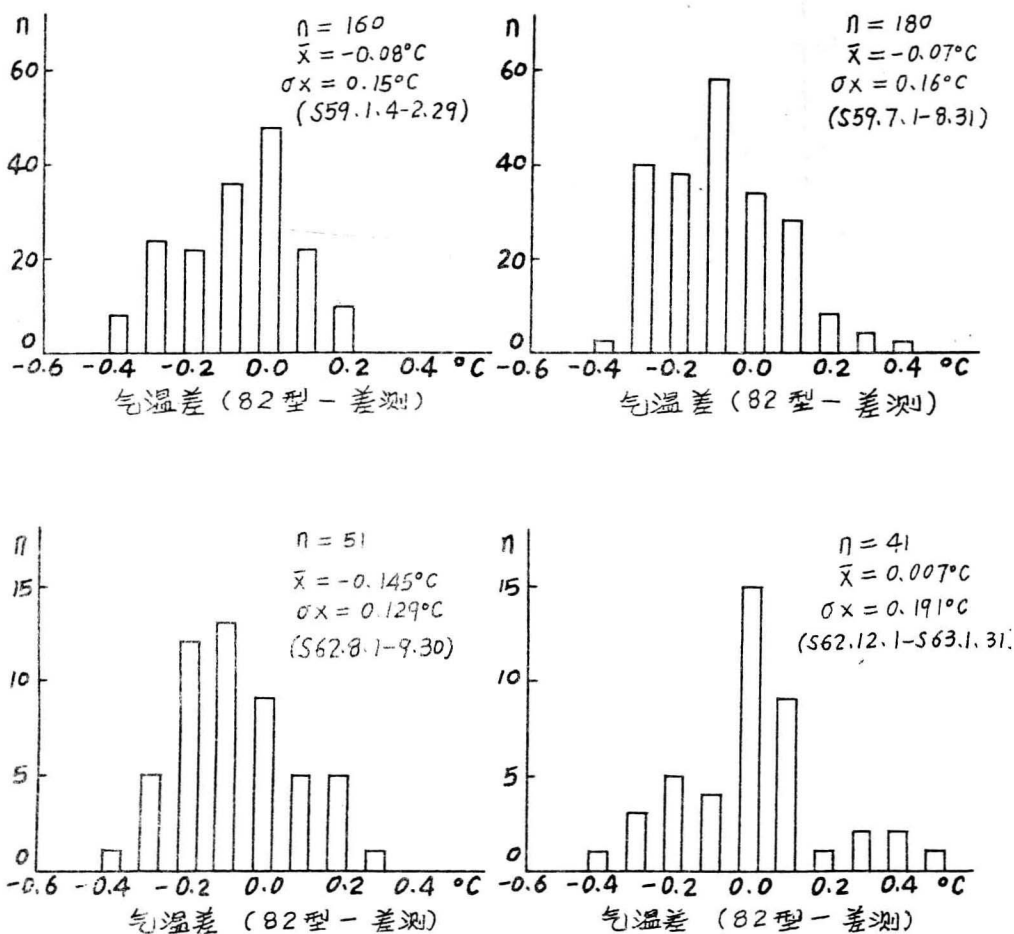 n
n = 160
x̄ = -0.08°C
σx = 0.15°C
(S59.1.4-2.29)
60
40
20
0
-0.6 -0.4 -0.2 0.0 0.2 0.4 °C
气温差(82型-差测)
n
n = 180
x̄ = -0.07°C
σx = 0.16°C
(S59.7.1-8.31)
60
40
20
0
-0.6 -0.4 -0.2 0.0 0.2 0.4 °C
气温差(82型-差测)
n
n = 51
x̄ = -0.145°C
σx = 0.129°C
(S62.8.1-9.30)
15
10
5
0
-0.6 -0.4 -0.2 0.0 0.2 0.4 °C
气温差(82型-差测)
n
n = 41
x̄ = 0.007°C
σx = 0.191°C
(S62.12.1-S63.1.31)
15
10
5
0
-0.6 -0.4 -0.2 0.0 0.2 0.4 °C
气温差(82型-差测)